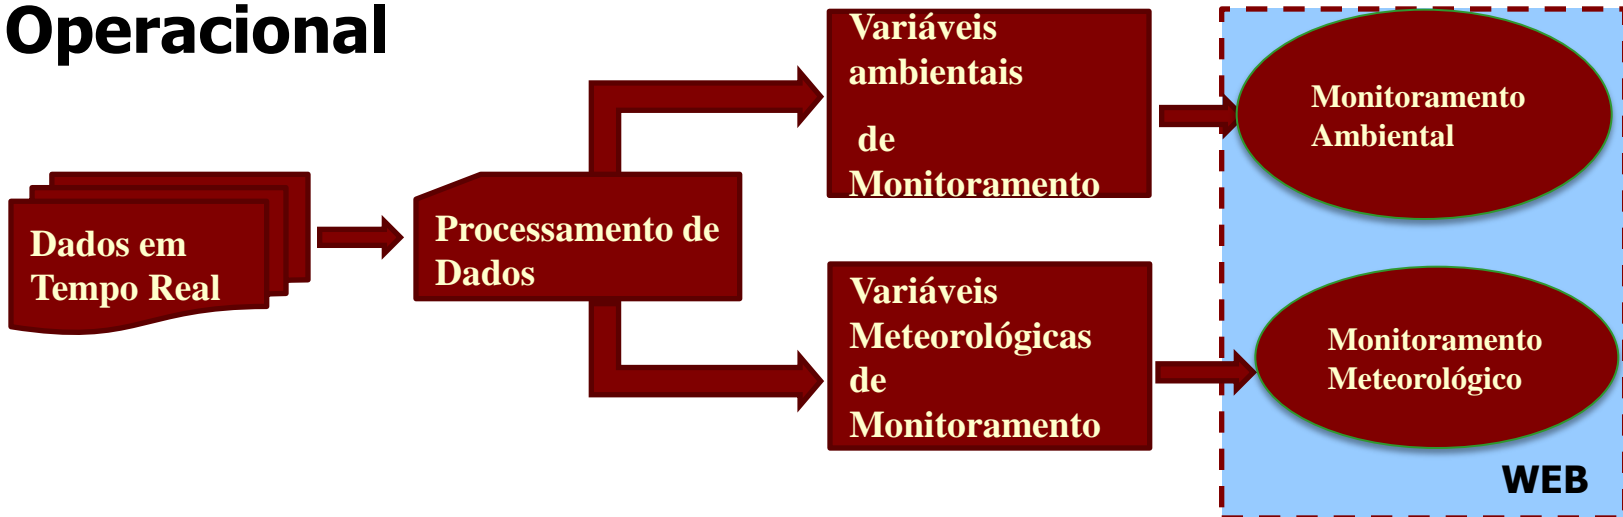 Operacional
Dados em
Tempo Real
Processamento de
Dados
Variáveis
ambientais
de
Monitoramento
Variáveis
Meteorológicas
de
Monitoramento
Monitoramento
Ambiental
Monitoramento
Meteorológico
WEB